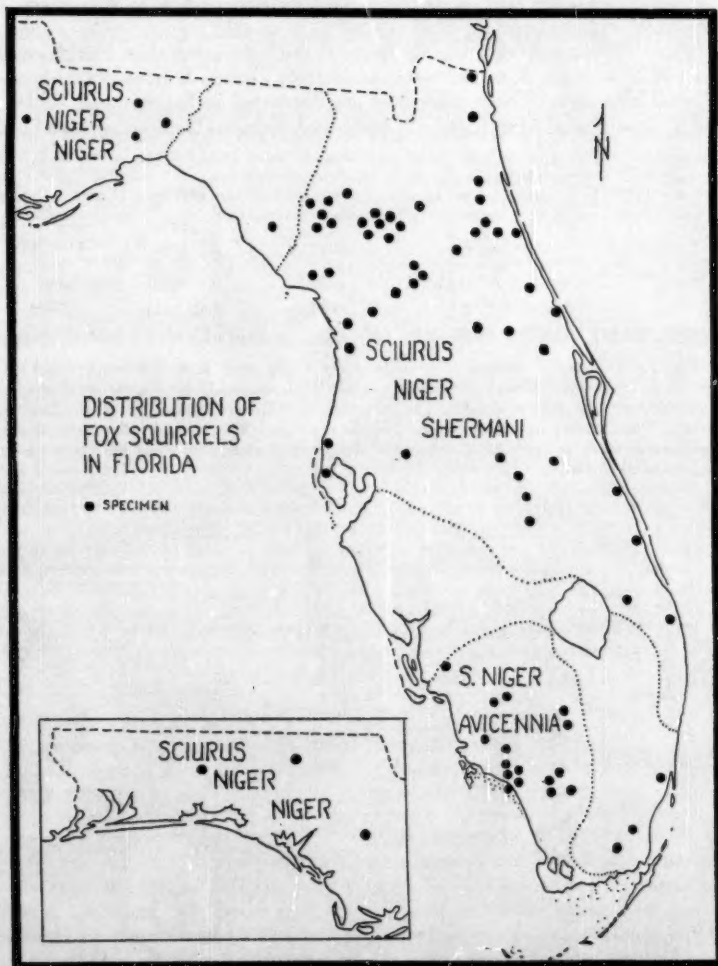 SCIURUS
NIGER
NIGER
N
SCIURUS
NIGER
SHERMANI
DISTRIBUTION OF
FOX SQUIRRELS
IN FLORIDA
● SPECIMEN
S. NIGER
AVICENNIA
SCIURUS
NIGER
NIGER